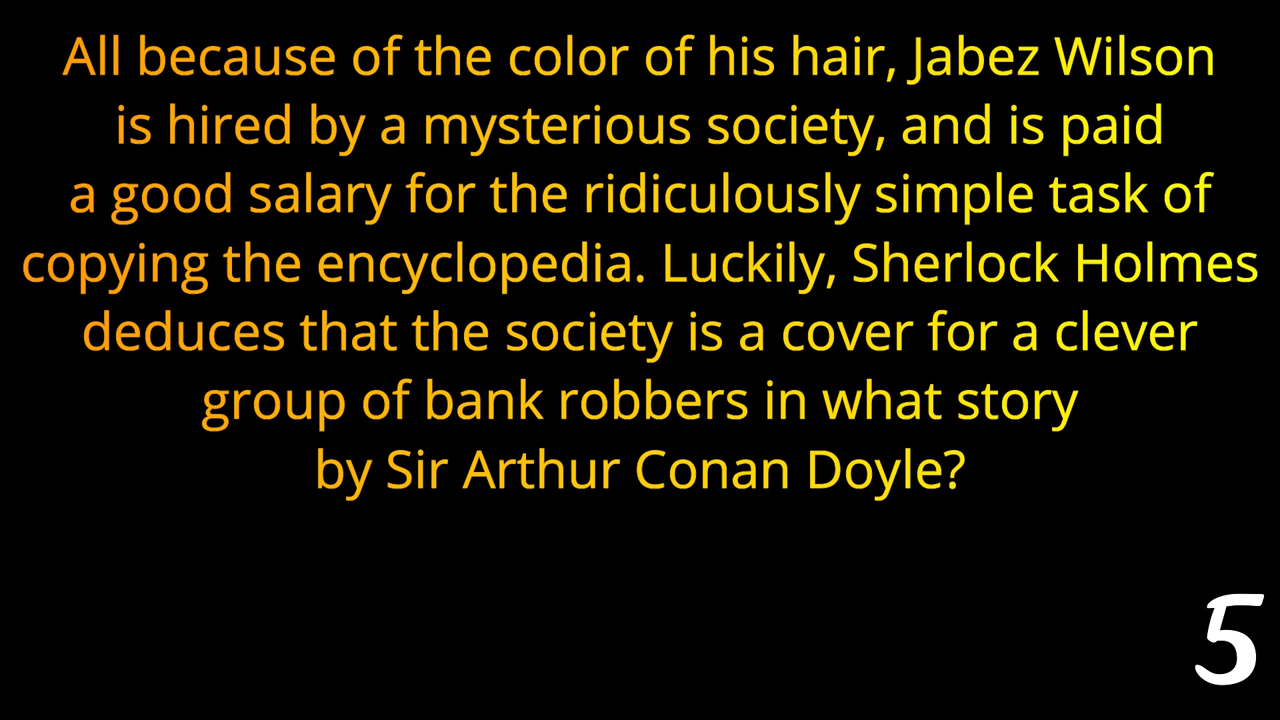 All because of the color of his hair, Jabez Wilson
is hired by a mysterious society, and is paid
a good salary for the ridiculously simple task of
copying the encyclopedia. Luckily, Sherlock Holmes
deduces that the society is a cover for a clever
group of bank robbers in what story
by Sir Arthur Conan Doyle?
5